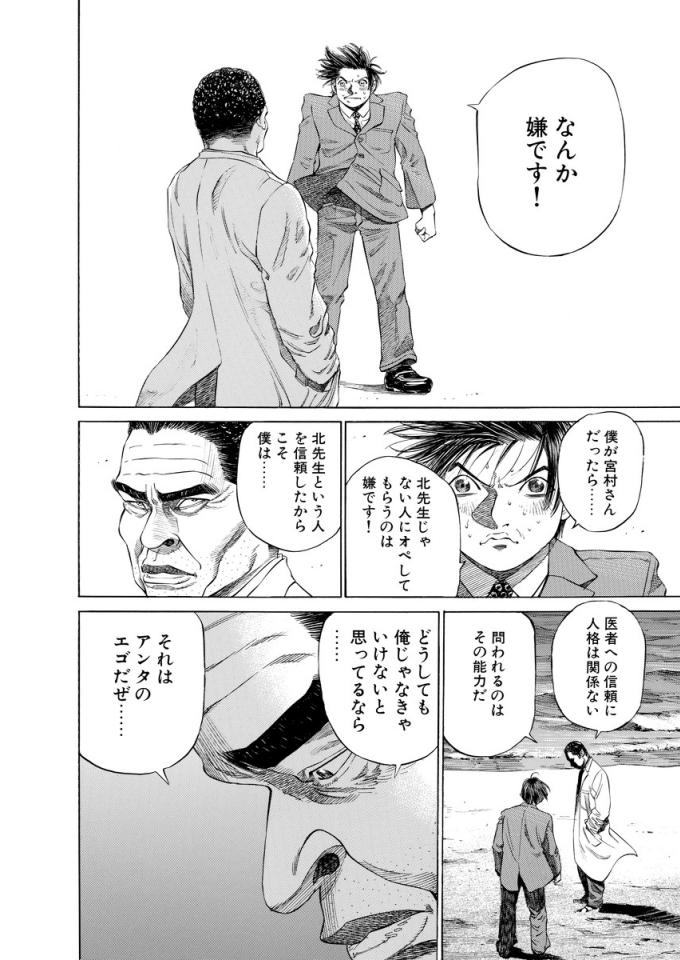 なんか
嫌です！
僕が宮村さん
だったら……
北先生じゃ
ない人にオペして
もらうのは
嫌です！
北先生という人
を信頼したから
こそ
僕は……
医者への信頼に
人格は関係ない
問われるのは
その能力だ
どうしても
俺じゃなきゃ
いけないと
思ってるなら
……
それは
アンタの
エゴだぜ……